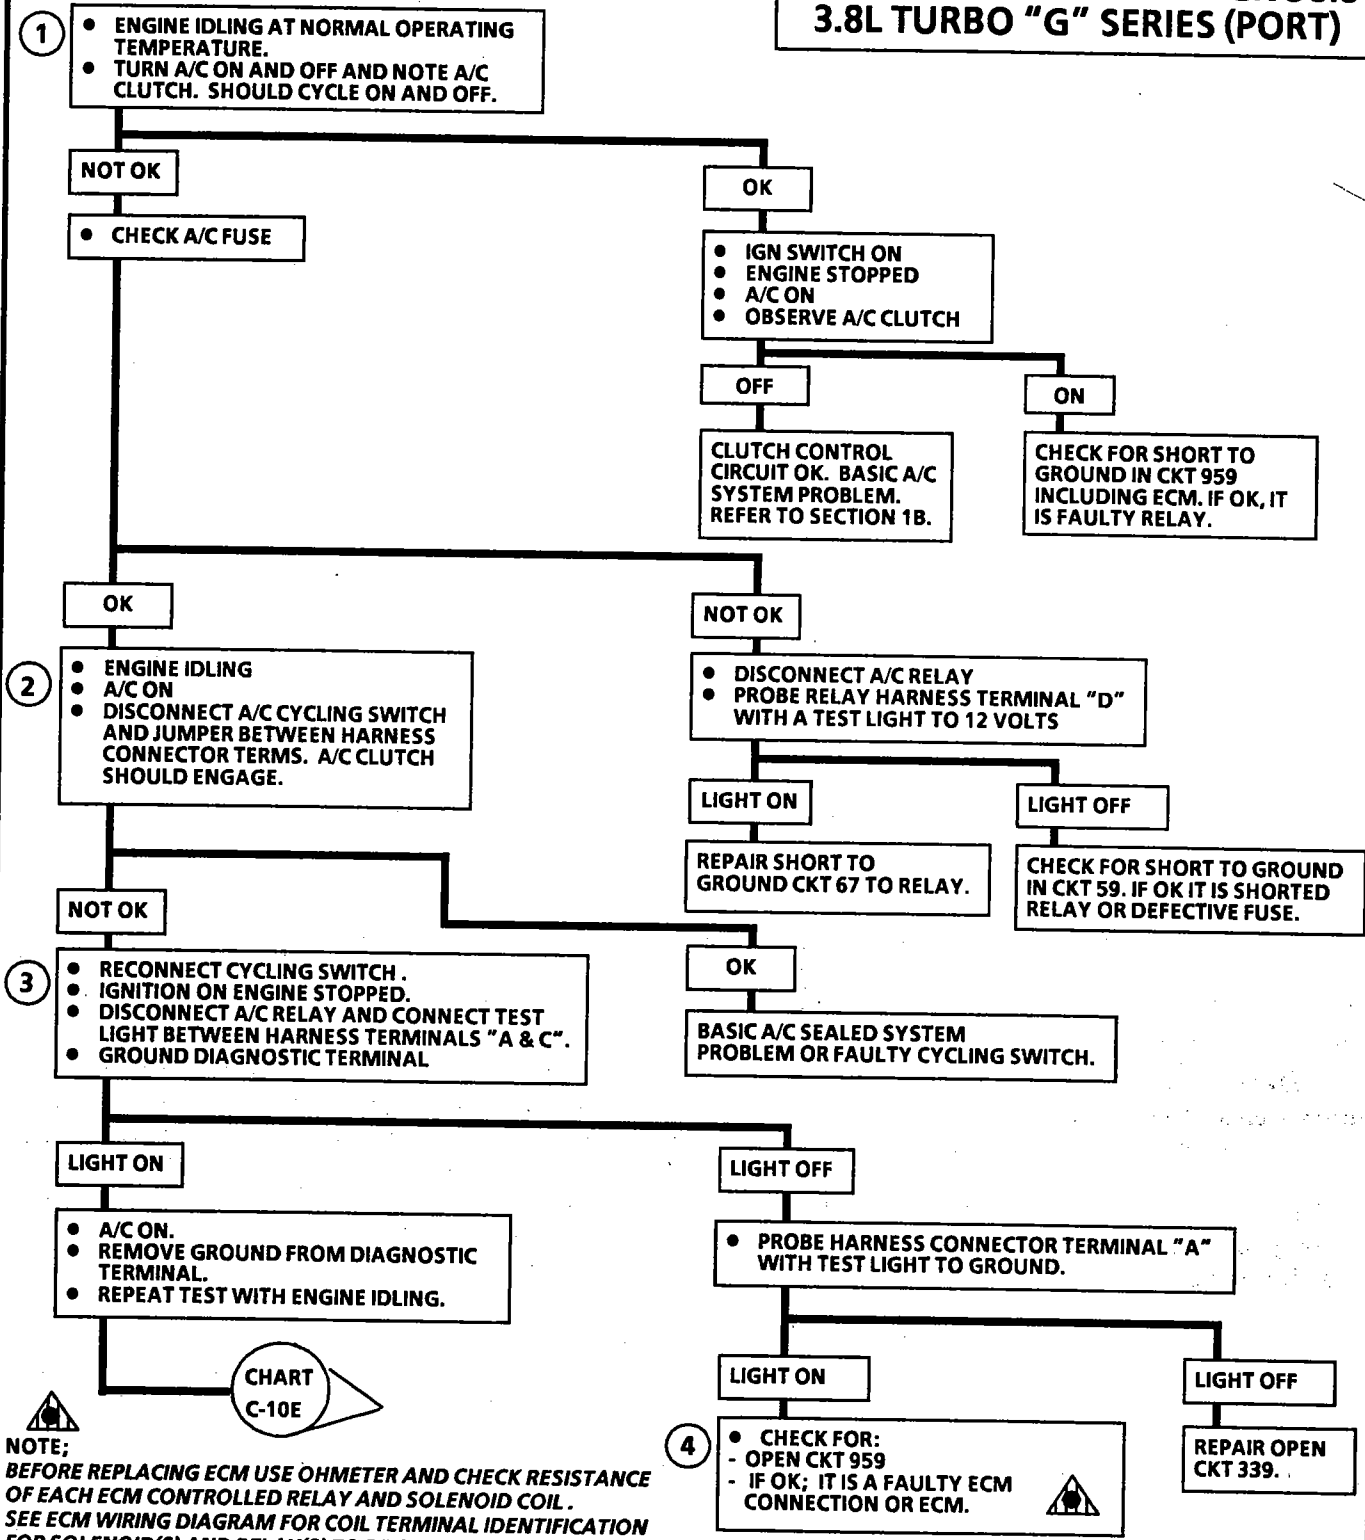 3.8L TURBO "G" SERIES (PORT)
1
● ENGINE IDLING AT NORMAL OPERATING
TEMPERATURE.
● TURN A/C ON AND OFF AND NOTE A/C
CLUTCH. SHOULD CYCLE ON AND OFF.
NOT OK
OK
● CHECK A/C FUSE
● IGN SWITCH ON
● ENGINE STOPPED
● A/C ON
● OBSERVE A/C CLUTCH
OFF
ON
CLUTCH CONTROL
CIRCUIT OK. BASIC A/C
SYSTEM PROBLEM.
REFER TO SECTION 1B.
CHECK FOR SHORT TO
GROUND IN CKT 959
INCLUDING ECM. IF OK, IT
IS FAULTY RELAY.
OK
NOT OK
2
● ENGINE IDLING
● A/C ON
● DISCONNECT A/C CYCLING SWITCH
AND JUMPER BETWEEN HARNESS
CONNECTOR TERMS. A/C CLUTCH
SHOULD ENGAGE.
● DISCONNECT A/C RELAY
● PROBE RELAY HARNESS TERMINAL "D"
WITH A TEST LIGHT TO 12 VOLTS
LIGHT ON
LIGHT OFF
REPAIR SHORT TO
GROUND CKT 67 TO RELAY.
CHECK FOR SHORT TO GROUND
IN CKT 59. IF OK IT IS SHORTED
RELAY OR DEFECTIVE FUSE.
NOT OK
OK
3
● RECONNECT CYCLING SWITCH .
● IGNITION ON ENGINE STOPPED.
● DISCONNECT A/C RELAY AND CONNECT TEST
LIGHT BETWEEN HARNESS TERMINALS "A & C".
● GROUND DIAGNOSTIC TERMINAL
BASIC A/C SEALED SYSTEM
PROBLEM OR FAULTY CYCLING SWITCH.
LIGHT ON
LIGHT OFF
● A/C ON.
● REMOVE GROUND FROM DIAGNOSTIC
TERMINAL.
● REPEAT TEST WITH ENGINE IDLING.
● PROBE HARNESS CONNECTOR TERMINAL "A"
WITH TEST LIGHT TO GROUND.
CHART
C-10E
LIGHT ON
LIGHT OFF
4
● CHECK FOR:
- OPEN CKT 959
- IF OK; IT IS A FAULTY ECM
CONNECTION OR ECM.
REPAIR OPEN
CKT 339.
NOTE;
BEFORE REPLACING ECM USE OHMETER AND CHECK RESISTANCE
OF EACH ECM CONTROLLED RELAY AND SOLENOID COIL .
SEE ECM WIRING DIAGRAM FOR COIL TERMINAL IDENTIFICATION